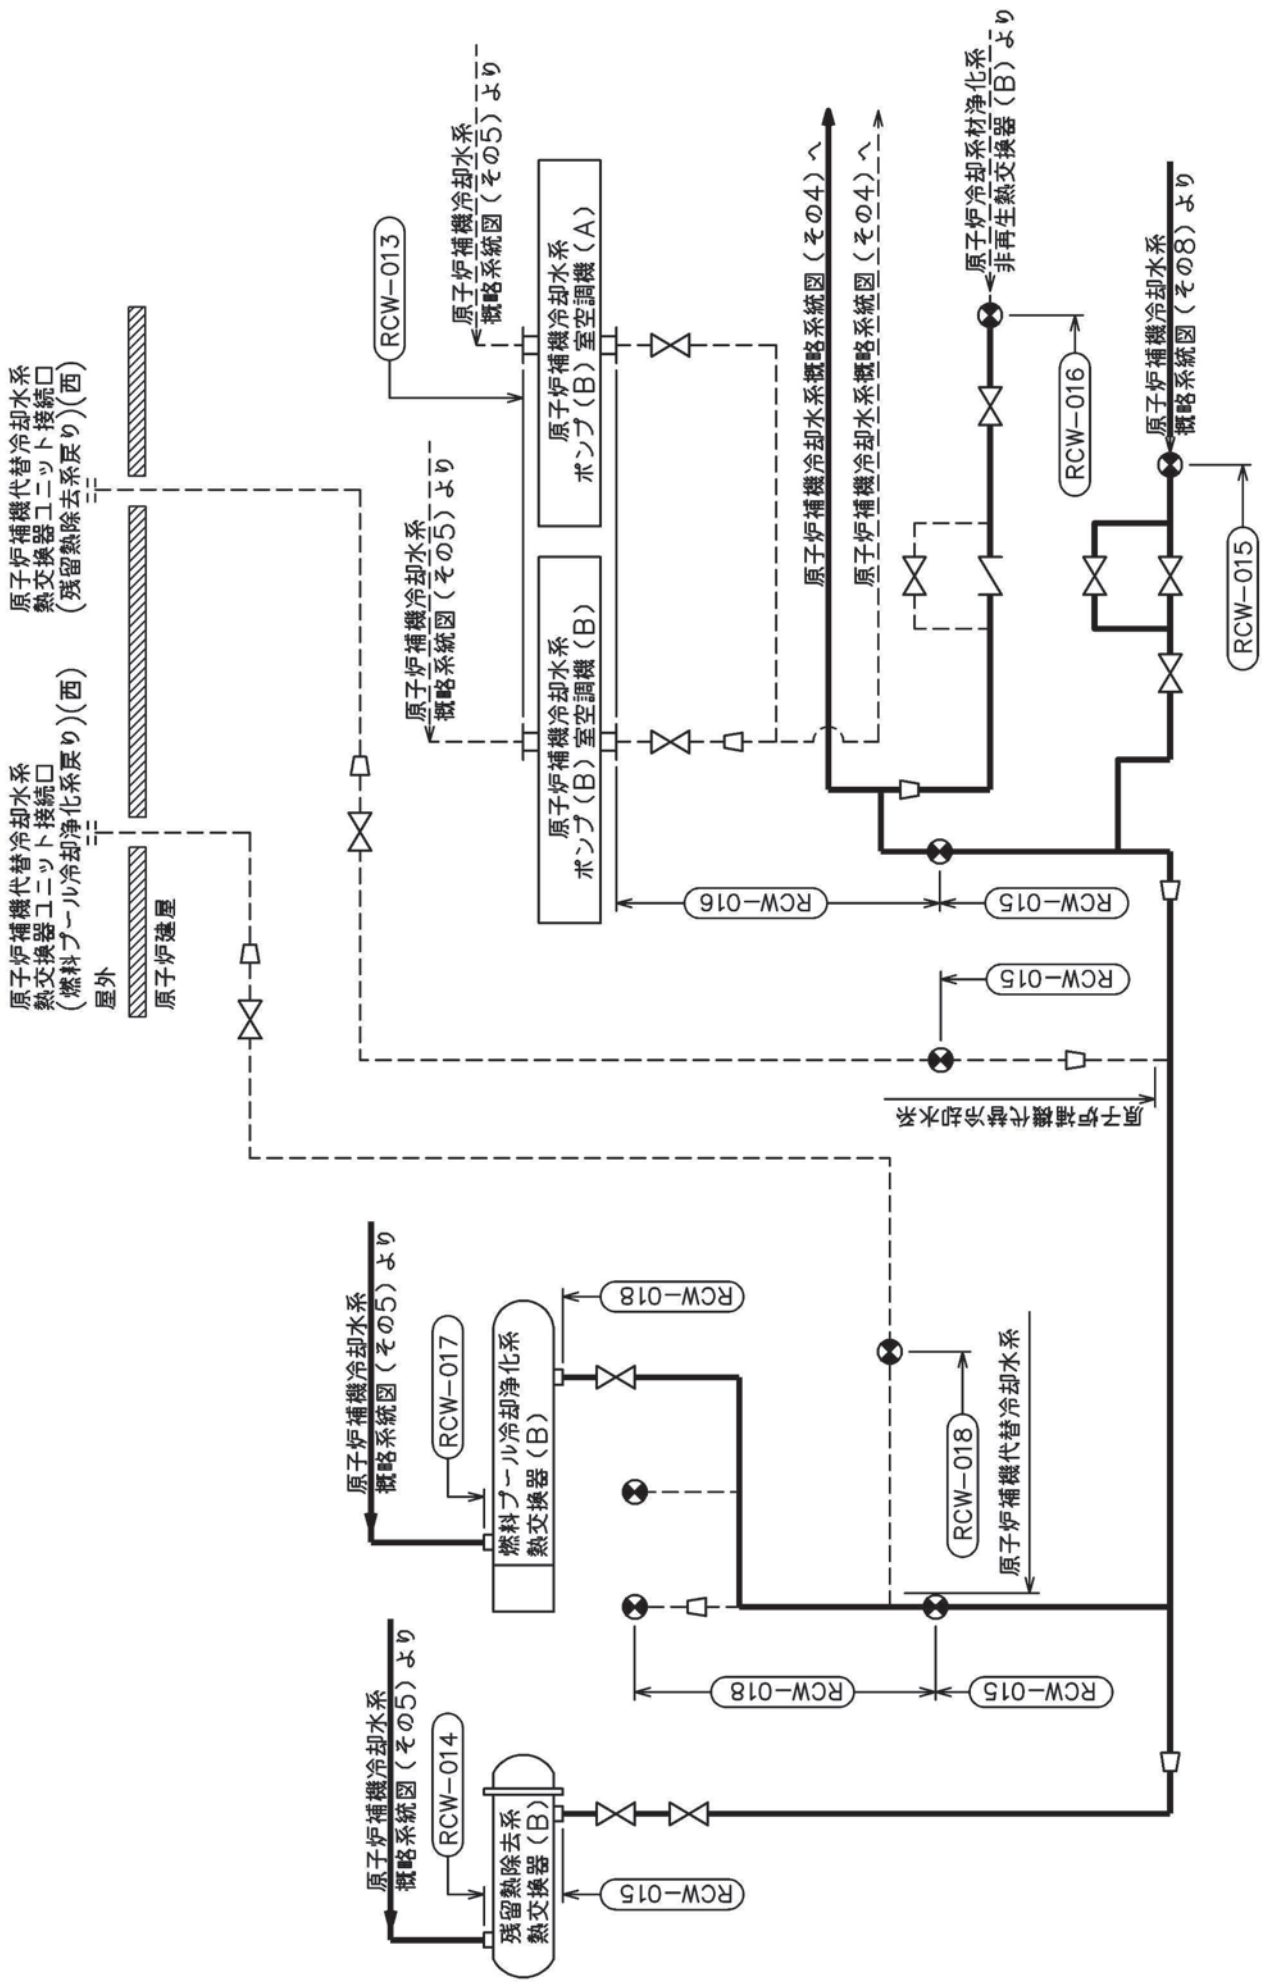 原子炉補機代替冷却水系
熱交換器ユニット接続口
(燃料プール冷却浄化系戻り)(西)
屋外
原子炉建屋
原子炉補機代替冷却水系
熱交換器ユニット接続口
(残留熱除去系戻り)(西)
原子炉補機冷却水系
概略系統図(その5)より
RCW-014
残留熱除去系
熱交換器(B)
RCW-015
原子炉補機冷却水系
概略系統図(その5)より
RCW-017
燃料プール冷却浄化系
熱交換器(B)
RCW-018
RCW-018
RCW-015
RCW-018
原子炉補機代替冷却水系
原子炉補機代替冷却水系
RCW-015
原子炉補機冷却水系
概略系統図(その5)より
原子炉補機冷却水系
概略系統図(その5)より
RCW-013
原子炉補機冷却水系
ポンプ(B)室空調機(B)
原子炉補機冷却水系
ポンプ(B)室空調機(A)
RCW-016
RCW-015
原子炉補機冷却水系概略系統図(その4)へ
原子炉補機冷却水系概略系統図(その4)へ
原子炉冷却系材浄化系
非再生熱交換器(B)より
RCW-016
原子炉補機冷却水系
概略系統図(その8)より
RCW-015